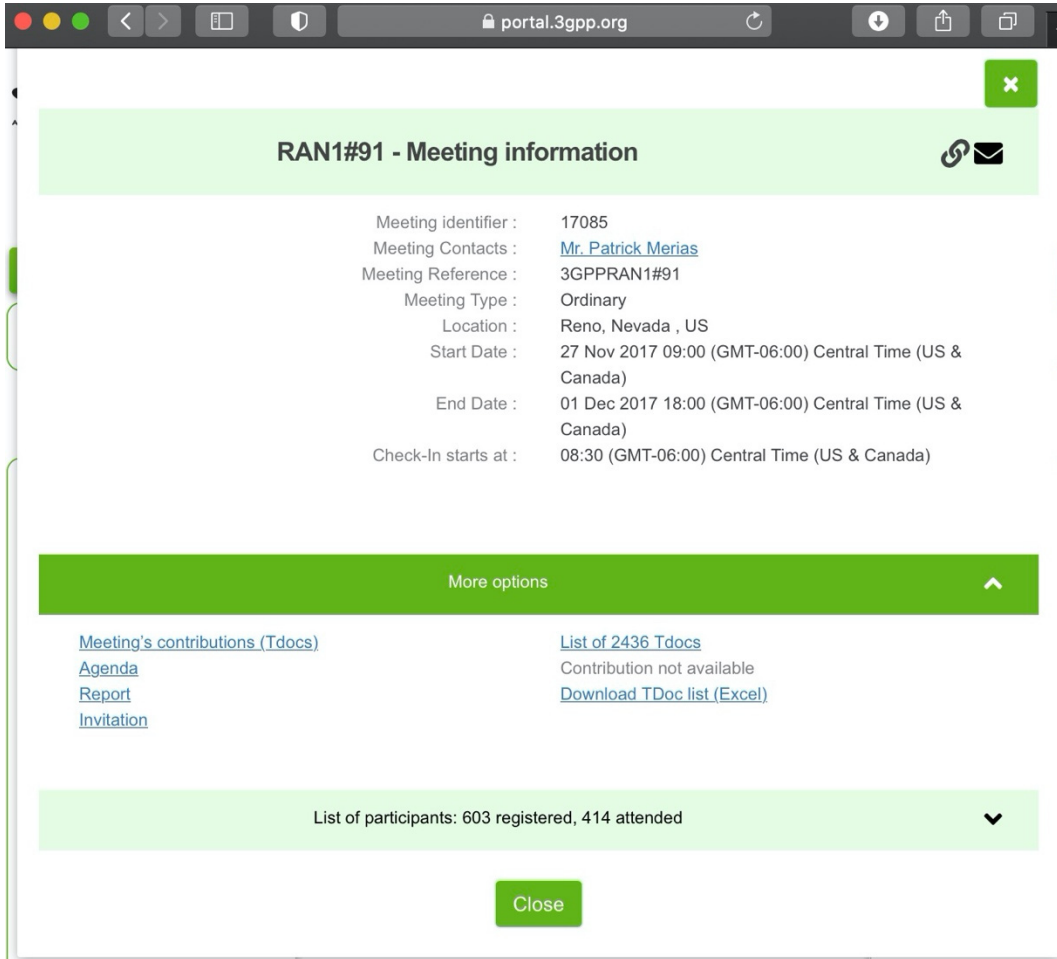 portal.3gpp.org
RAN1#91 - Meeting information
Meeting identifier : 17085
Meeting Contacts : Mr. Patrick Merias
Meeting Reference : 3GPPRAN1#91
Meeting Type : Ordinary
Location : Reno, Nevada , US
Start Date : 27 Nov 2017 09:00 (GMT-06:00) Central Time (US &
Canada)
End Date : 01 Dec 2017 18:00 (GMT-06:00) Central Time (US &
Canada)
Check-In starts at : 08:30 (GMT-06:00) Central Time (US & Canada)
More options
Meeting's contributions (Tdocs) List of 2436 Tdocs
Agenda Contribution not available
Report Download TDoc list (Excel)
Invitation
List of participants: 603 registered, 414 attended
Close